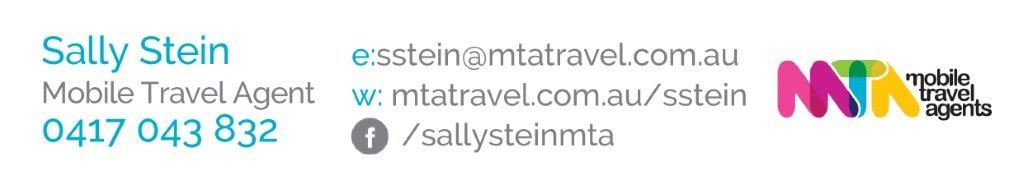 Sally Stein
Mobile Travel Agent
0417 043 832
e:sstein@mtatravel.com.au
w: mtatravel.com.au/sstein
f /sallysteinmta
MTA mobile
travel
agents